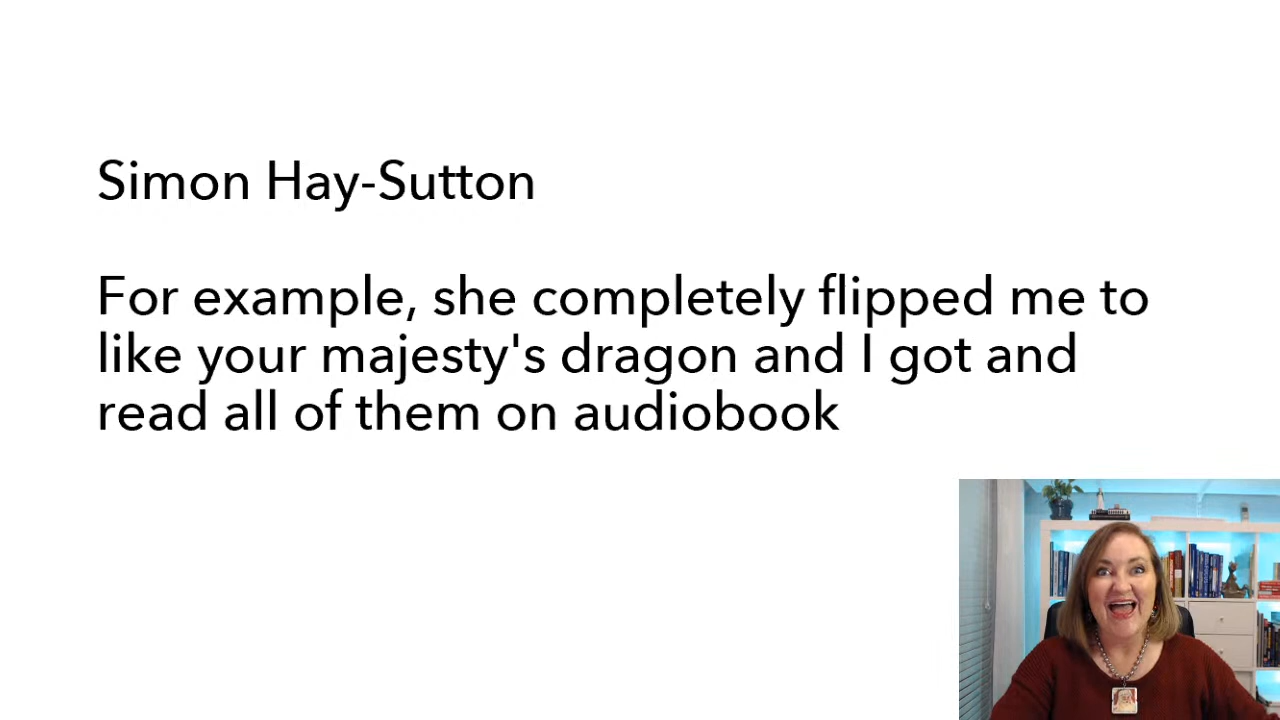 Simon Hay-Sutton
For example, she completely flipped me to
like your majesty's dragon and I got and
read all of them on audiobook